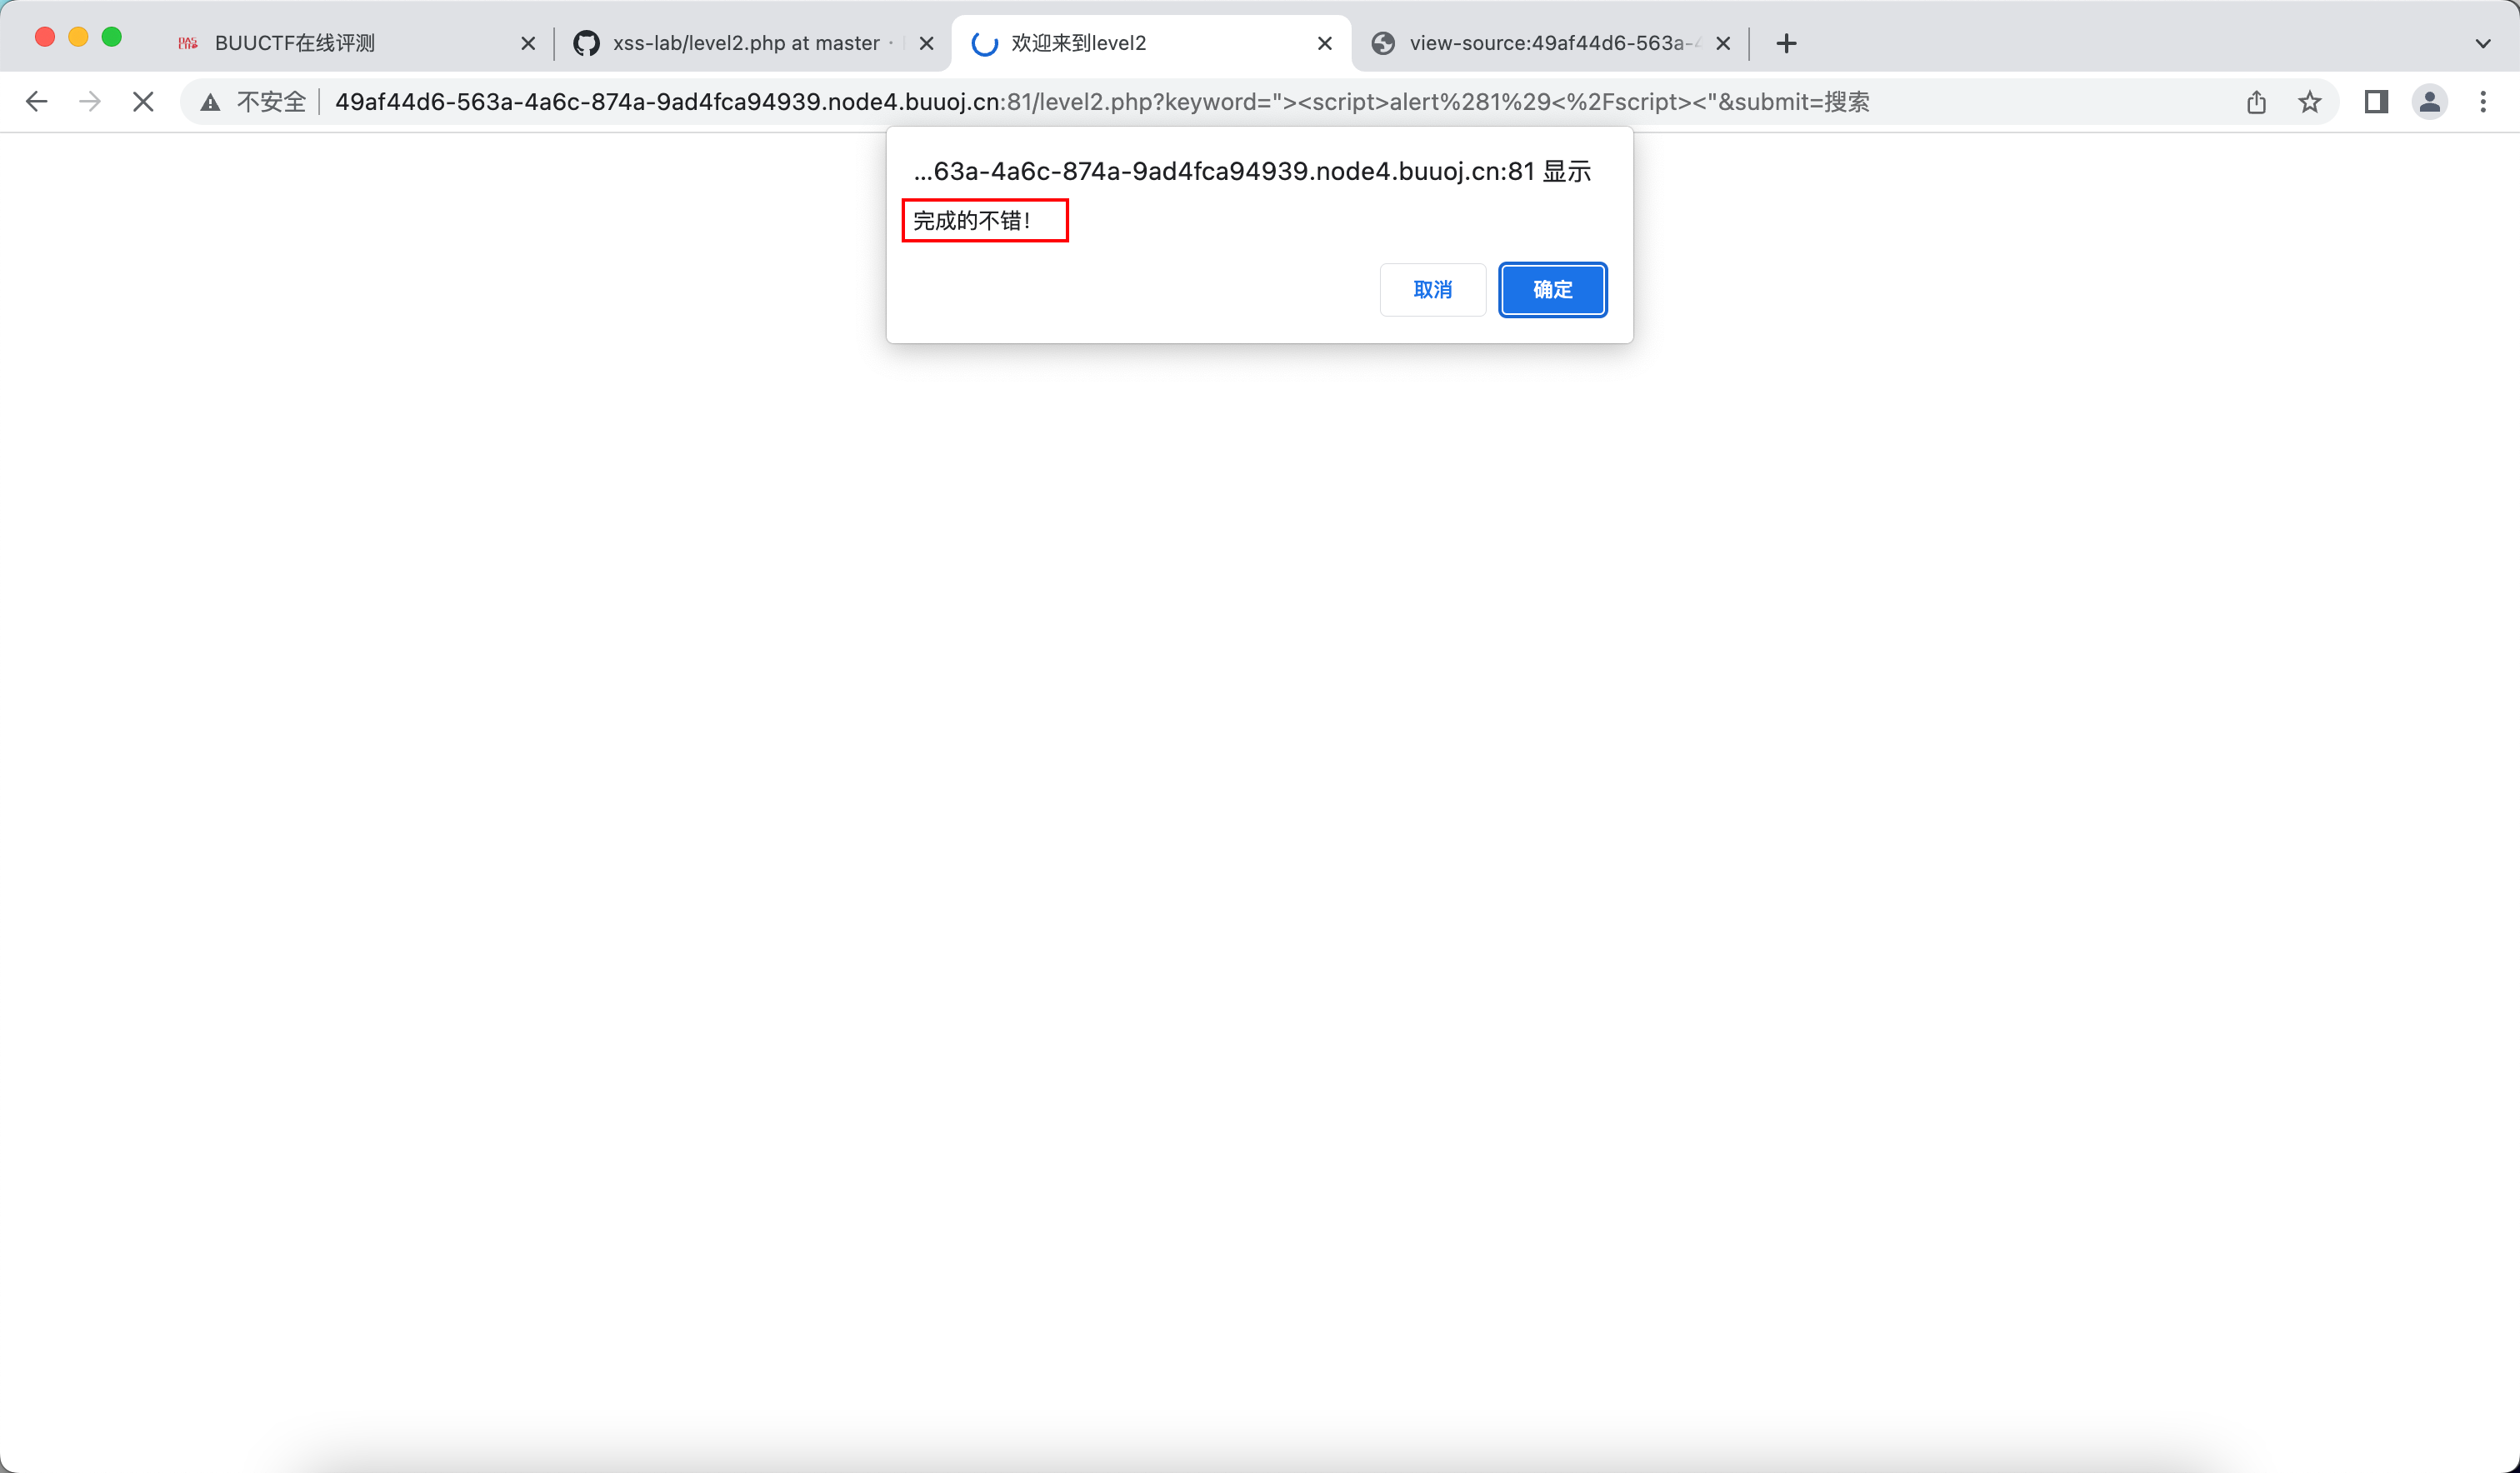 BUUCTF在线评测
xss-lab/level2.php at master ·
欢迎来到level2
view-source:49af44d6-563a-
不安全
49af44d6-563a-4a6c-874a-9ad4fca94939.node4.buuoj.cn:81/level2.php?keyword="><script>alert%281%29<%2Fscript><"&submit=搜索
...63a-4a6c-874a-9ad4fca94939.node4.buuoj.cn:81 显示
完成的不错!
取消
确定